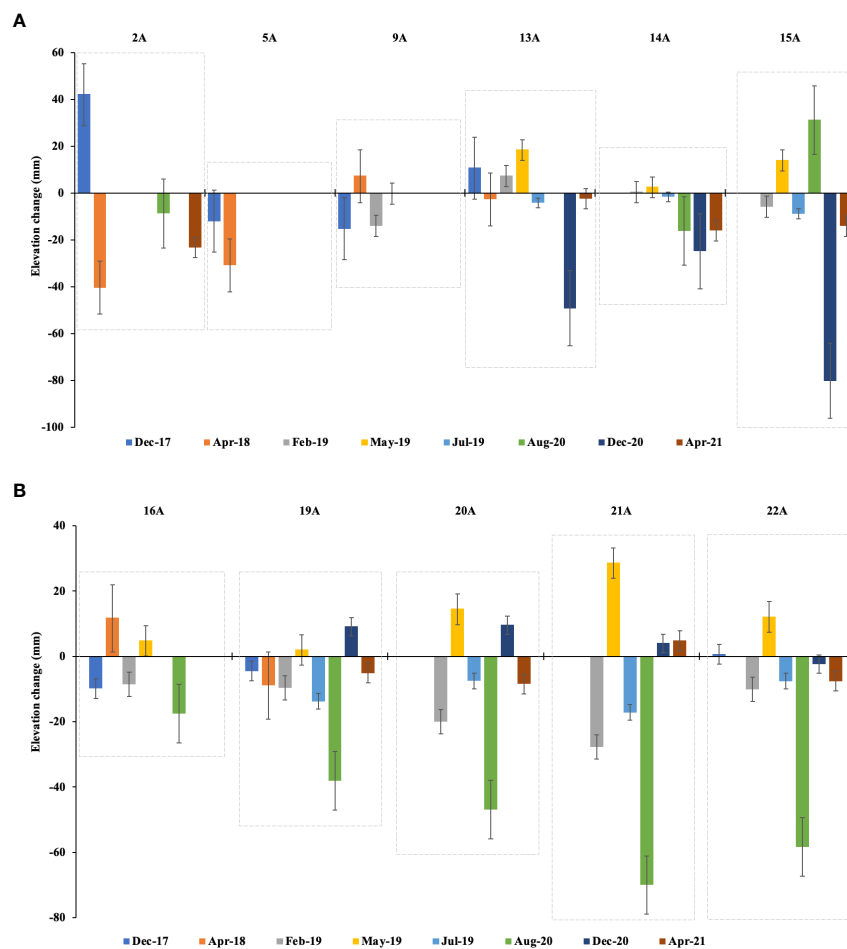 A
2A 5A 9A 13A 14A 15A
60
40
20
0
-20
-40
-60
-80
-100
Elevation change (mm)
Dec-17 Apr-18 Feb-19 May-19 Jul-19 Aug-20 Dec-20 Apr-21
B
16A 19A 20A 21A 22A
40
20
0
-20
-40
-60
-80
Elevation change (mm)
Dec-17 Apr-18 Feb-19 May-19 Jul-19 Aug-20 Dec-20 Apr-21